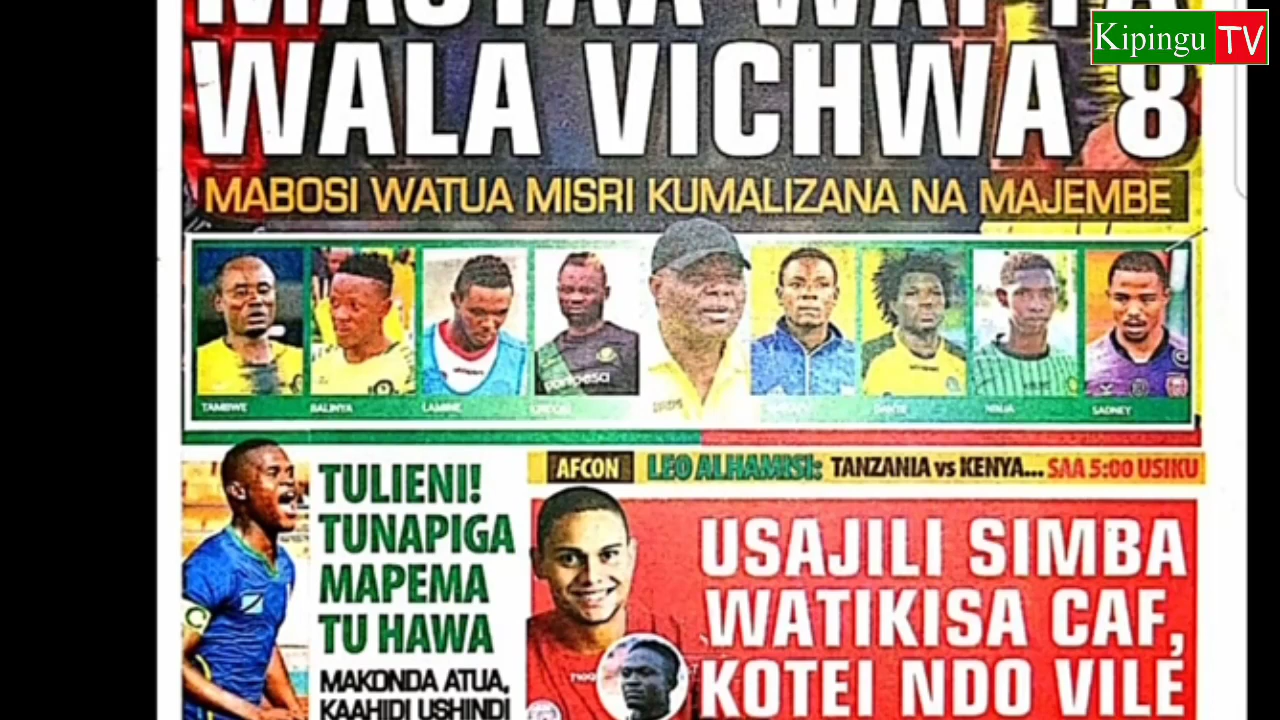 Kipingu TV
WALA VICHWA 8
MABOSI WATUA MISRI KUMALIZANA NA MAJEMBE
TAMBWE BALINYA LAMINE SADNEY
AFCON LEO ALHAMISI: TANZANIA vs KENYA... SAA 5:00 USIKU
TULIENI!
TUNAPIGA
MAPEMA
TU HAWA
MAKONDA ATUA,
KAAHIDI USHINDI
USAJILI SIMBA
WATIKISA CAF,
KOTEI NDO VILE